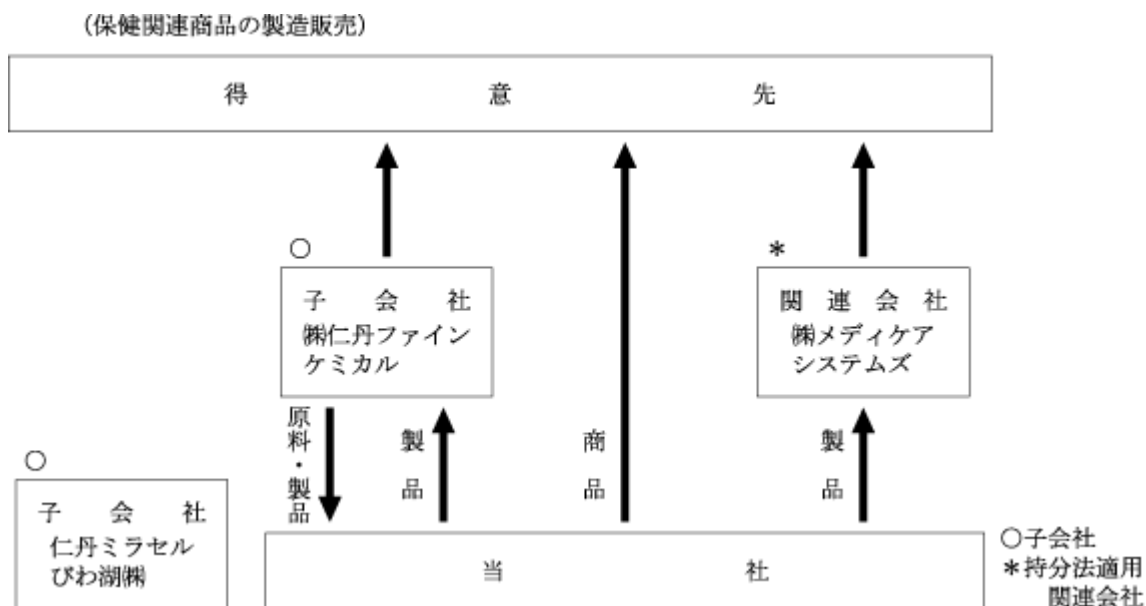 (保健関連商品の製造販売)
得意先
○
*
子会社
㈱仁丹ファイン
ケミカル
関連会社
㈱メディケア
システムズ
原料・製品
製品
商品
製品
○
子会社
仁丹ミラセル
びわ湖㈱
当社
○子会社
*持分法適用
関連会社